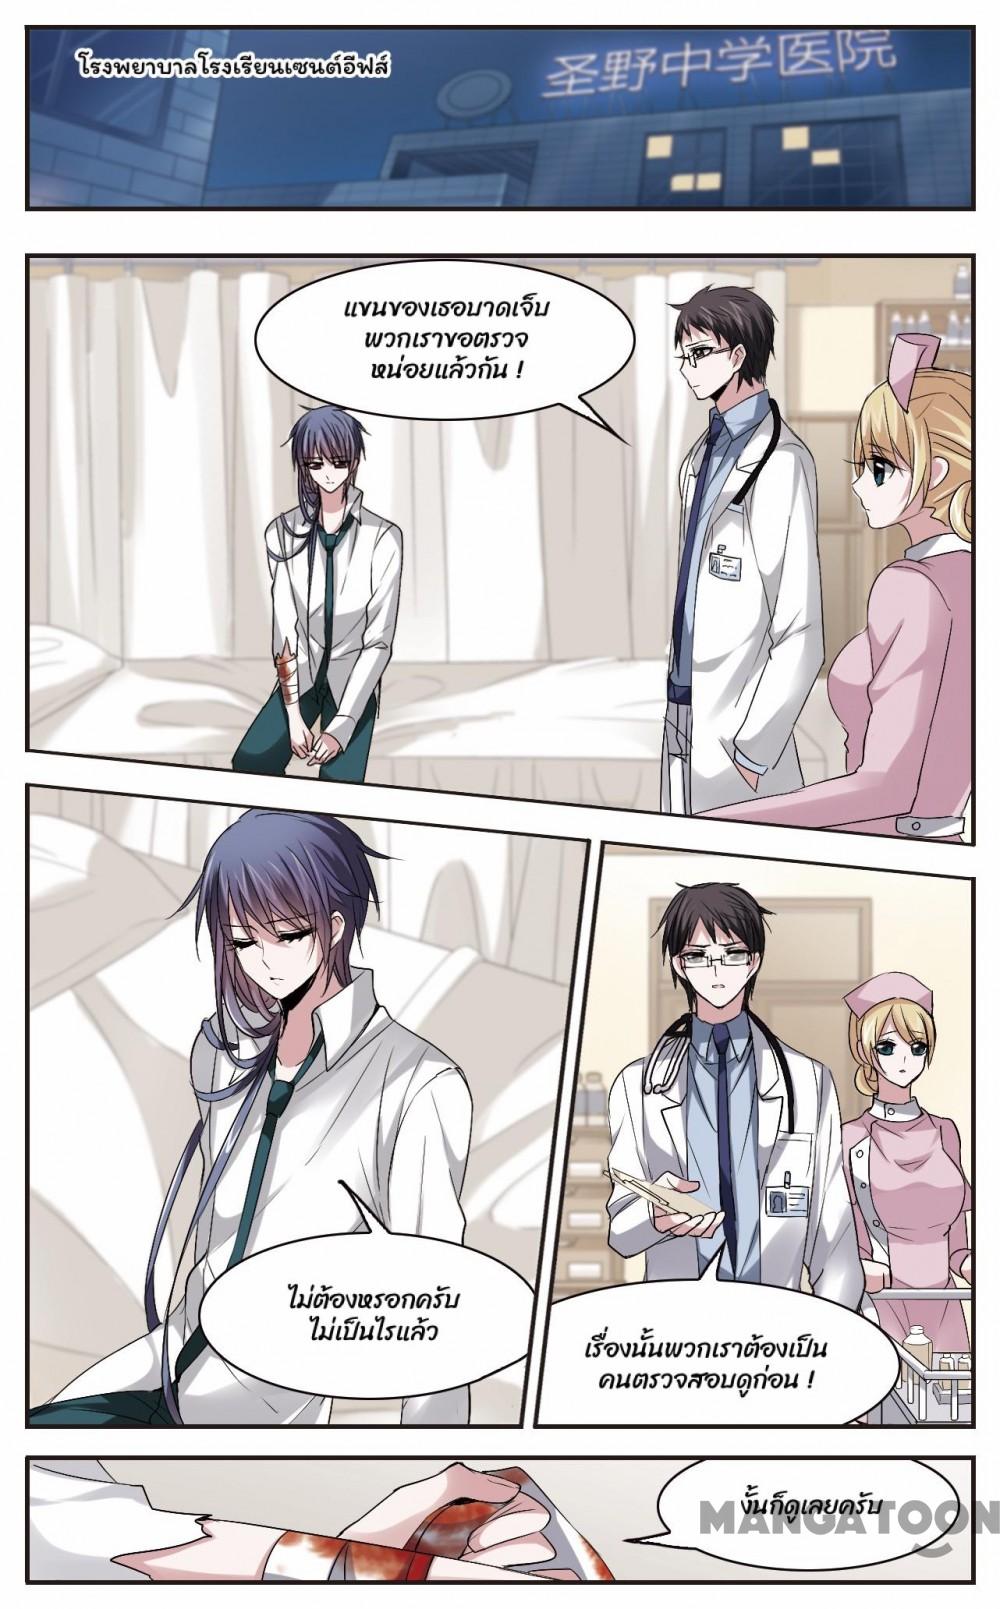 โรงพยาบาลโรงเรียนเซนต์อีฟส์
圣野中学医院
แขนของเธอบาดเจ็บ
พวกเราขอตรวจ
หน่อยแล้วกัน !
ไม่ต้องหรอกครับ
ไม่เป็นไรแล้ว
เรื่องนั้นพวกเราต้องเป็น
คนตรวจสอบดูก่อน !
งั้นก็ดูเลยครับ
MANGATOON